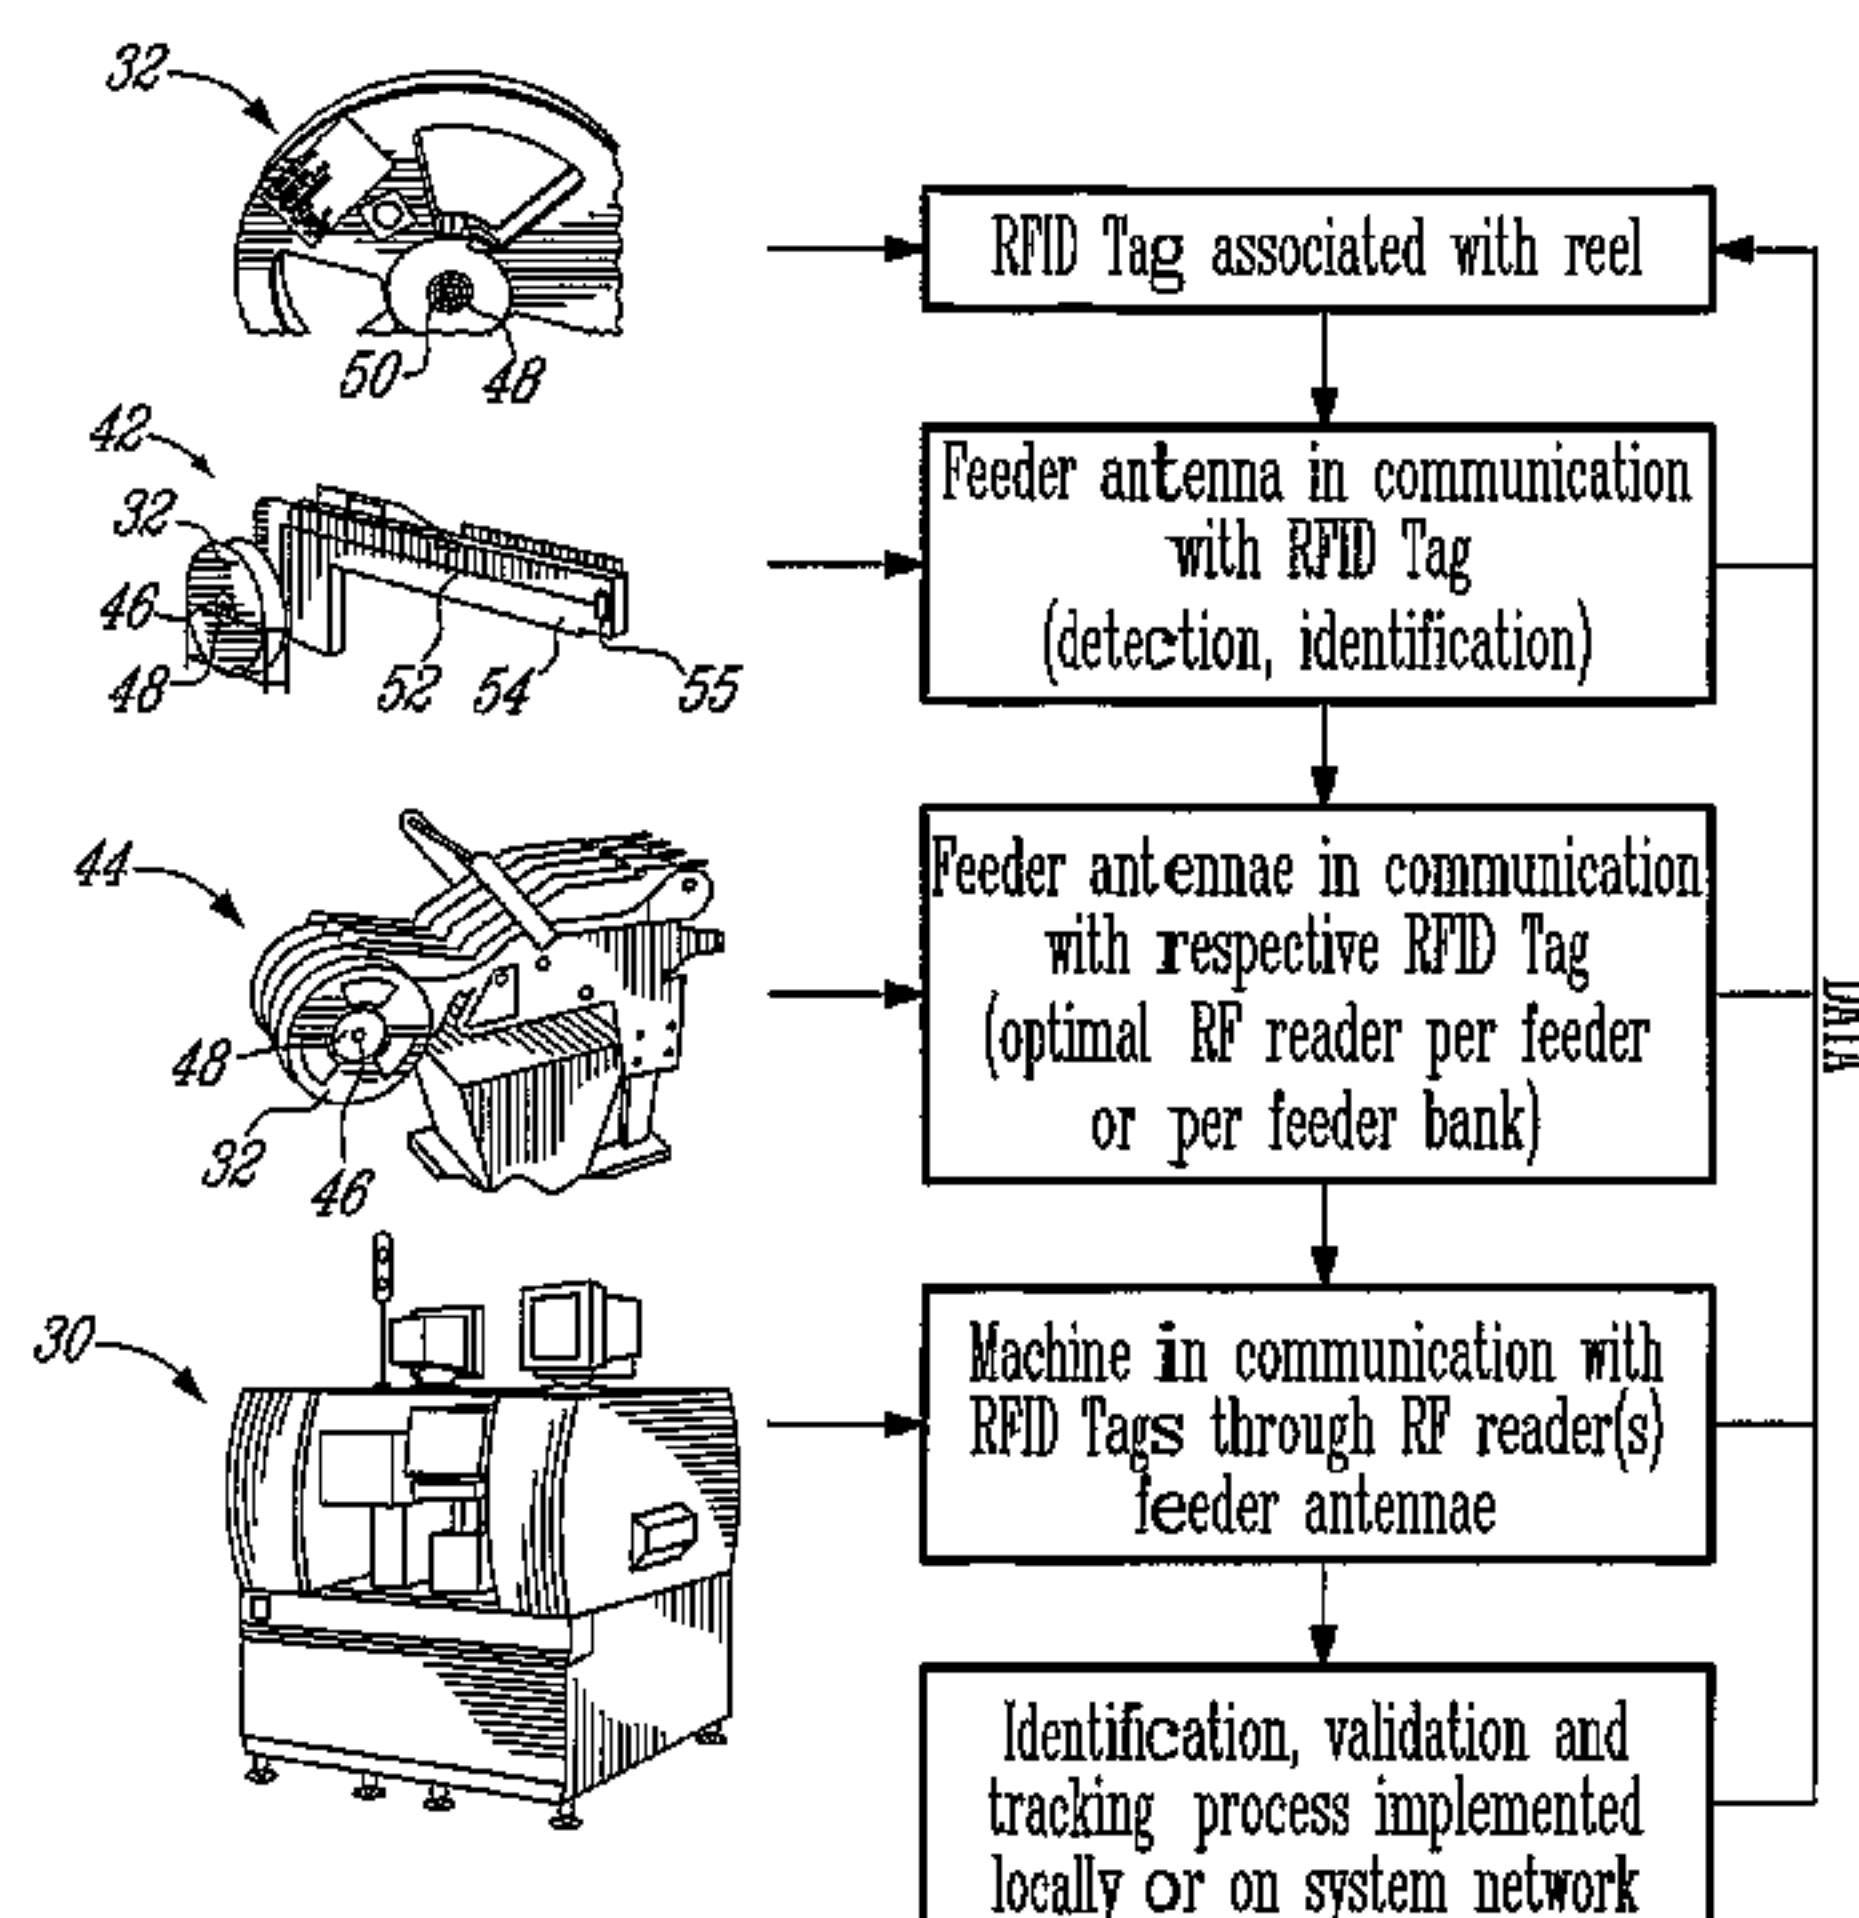 32
RFID Tag associated with reel
50
48
42
Feeder antenna in communication
with RFID Tag
(detection, identification)
32
46
48
52
54
55
44
Feeder antennae in communication
with respective RFID Tag
(optimal RF reader per feeder
or per feeder bank)
48
32
46
DATA
30
Machine in communication with
RFID Tags through RF reader(s)
feeder antennae
Identification, validation and
tracking process implemented
locally or on system network